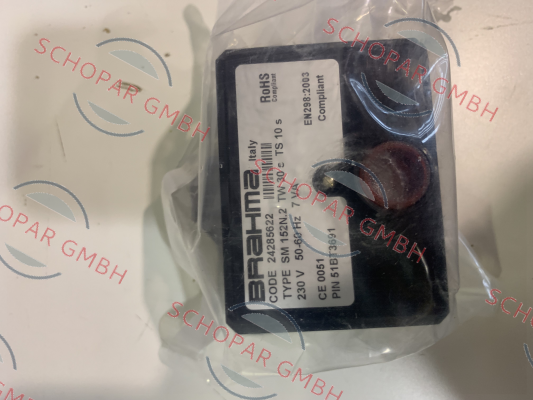 BRAHMA Italy
RoHS
Compliant
CODE 24285622
TYPE SM 152N.2 TW 30 s TS 10 s
230 V 50-60 Hz 7 VA
EN298:2003
Compliant
CE 0051
PIN 51BT3691
SCHOPAR GMBH
SCHOPAR GMBH
SCHOPAR GMBH
SCHOPAR GMBH
SCHOPAR GMBH
SCHOPAR GMBH